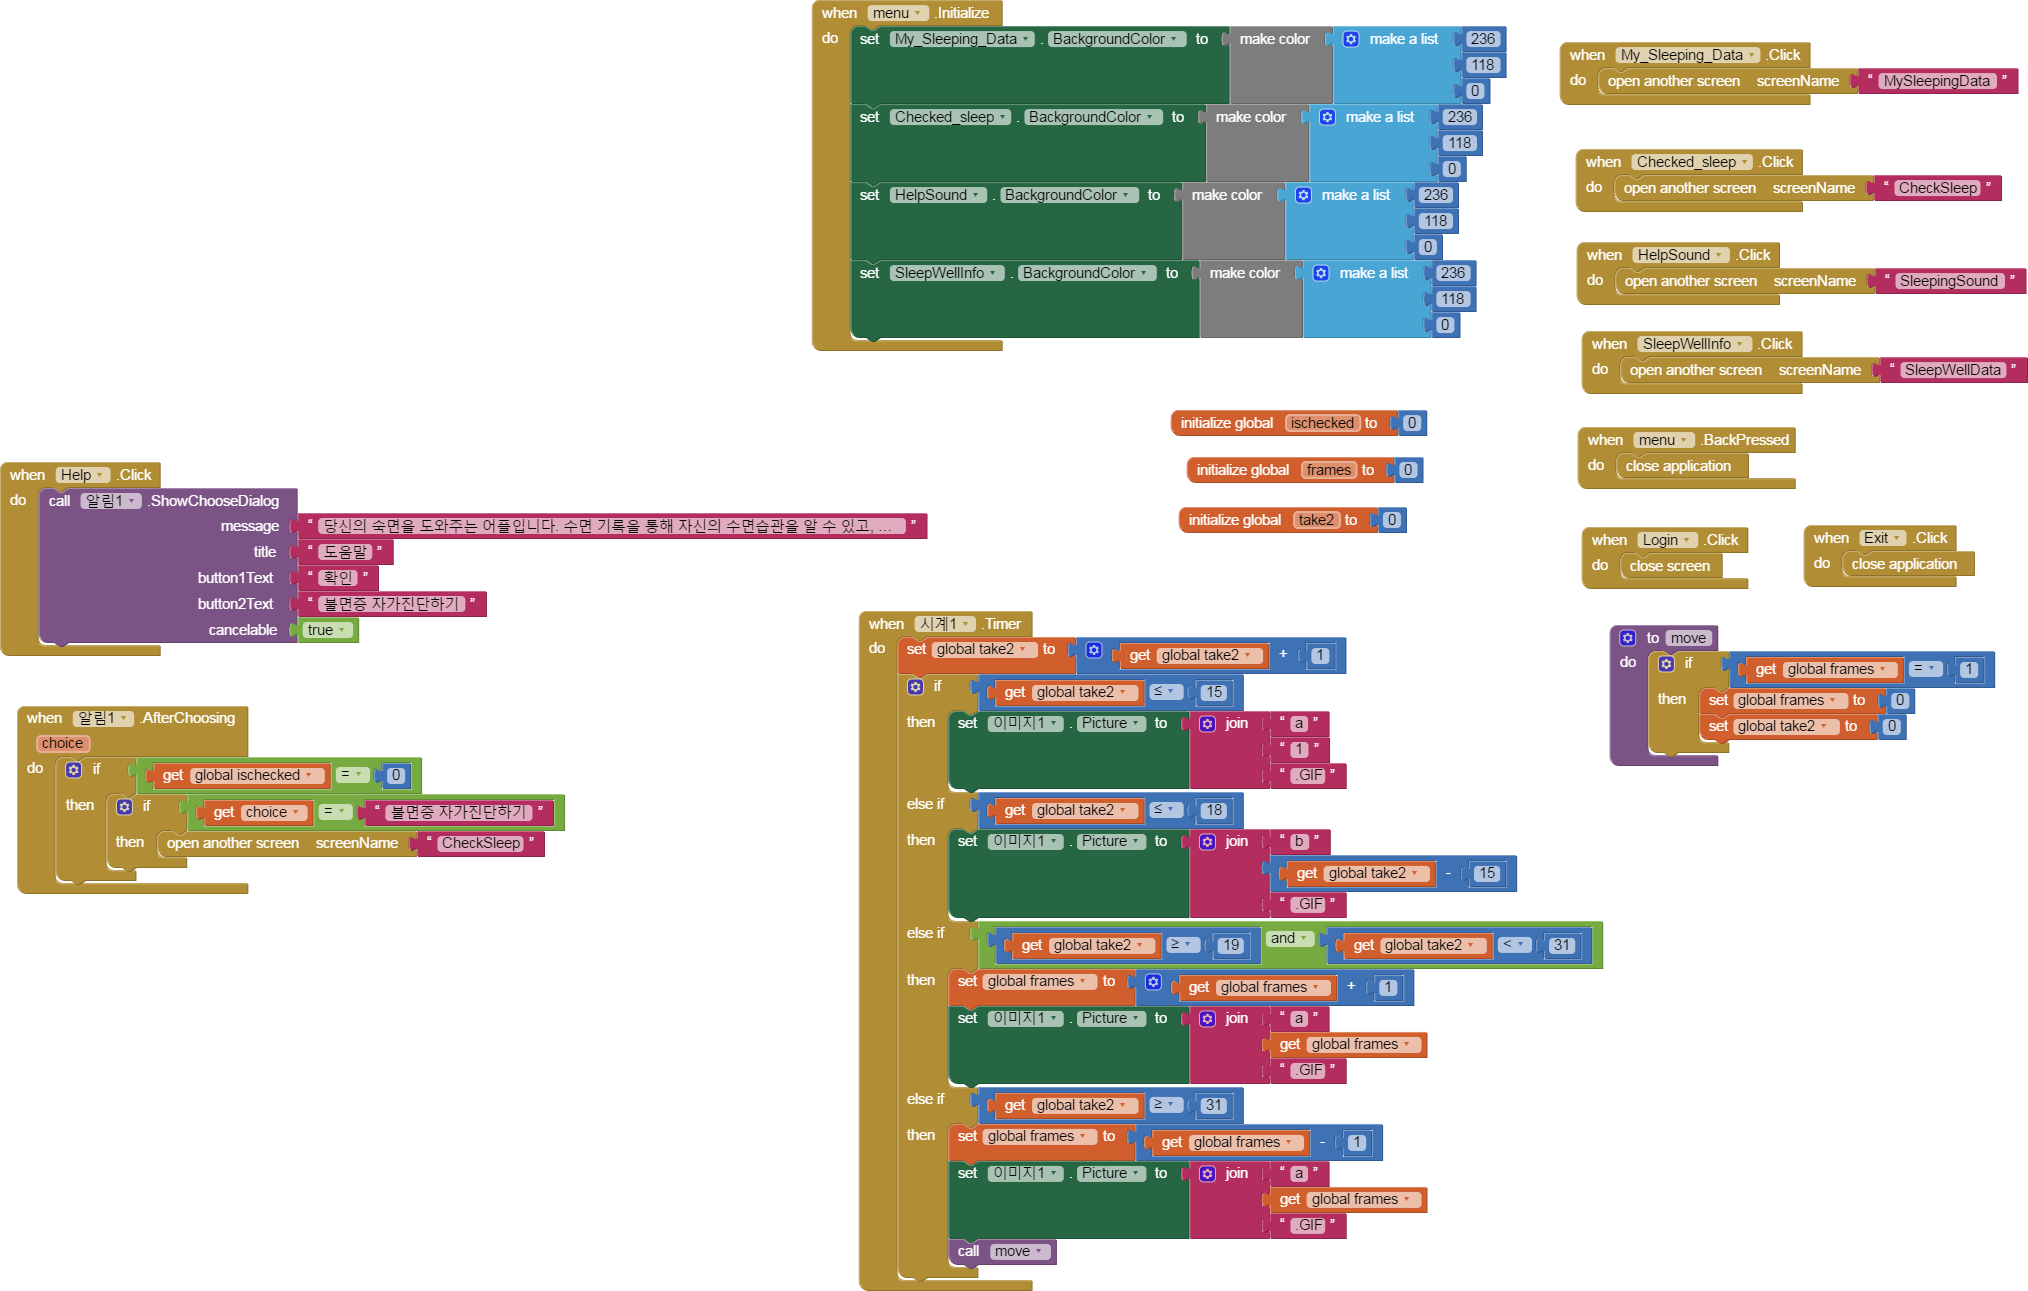 when menu .Initialize
do set My_Sleeping_Data . BackgroundColor to make color make a list 236
118
0
set Checked_sleep . BackgroundColor to make color make a list 236
118
0
set HelpSound . BackgroundColor to make color make a list 236
118
0
set SleepWellInfo . BackgroundColor to make color make a list 236
118
0
when My_Sleeping_Data .Click
do open another screen screenName “ MySleepingData ”
when Checked_sleep .Click
do open another screen screenName “ CheckSleep ”
when HelpSound .Click
do open another screen screenName “ SleepingSound ”
when SleepWellInfo .Click
do open another screen screenName “ SleepWellData ”
initialize global ischecked to 0
initialize global frames to 0
initialize global take2 to 0
when menu .BackPressed
do close application
when Login .Click
do close screen
when Exit .Click
do close application
when Help .Click
do call 알림1 .ShowChooseDialog
message “ 당신의 숙면을 도와주는 어플입니다. 수면 기록을 통해 자신의 수면습관을 알 수 있고, ... ”
title “ 도움말 ”
button1Text “ 확인 ”
button2Text “ 불면증 자가진단하기 ”
cancelable true
when 알림1 .AfterChoosing
choice
do if get global ischecked = 0
then if get choice = “ 불면증 자가진단하기 ”
then open another screen screenName “ CheckSleep ”
when 시계1 .Timer
do set global take2 to get global take2 + 1
if get global take2 ≤ 15
then set 이미지1 . Picture to join “ a ”
“ 1 ”
“ .GIF ”
else if get global take2 ≤ 18
then set 이미지1 . Picture to join “ b ”
get global take2 - 15
“ .GIF ”
else if get global take2 ≥ 19 and get global take2 < 31
then set global frames to get global frames + 1
set 이미지1 . Picture to join “ a ”
get global frames
“ .GIF ”
else if get global take2 ≥ 31
then set global frames to get global frames - 1
set 이미지1 . Picture to join “ a ”
get global frames
“ .GIF ”
call move
to move
do if get global frames = 1
then set global frames to 0
set global take2 to 0